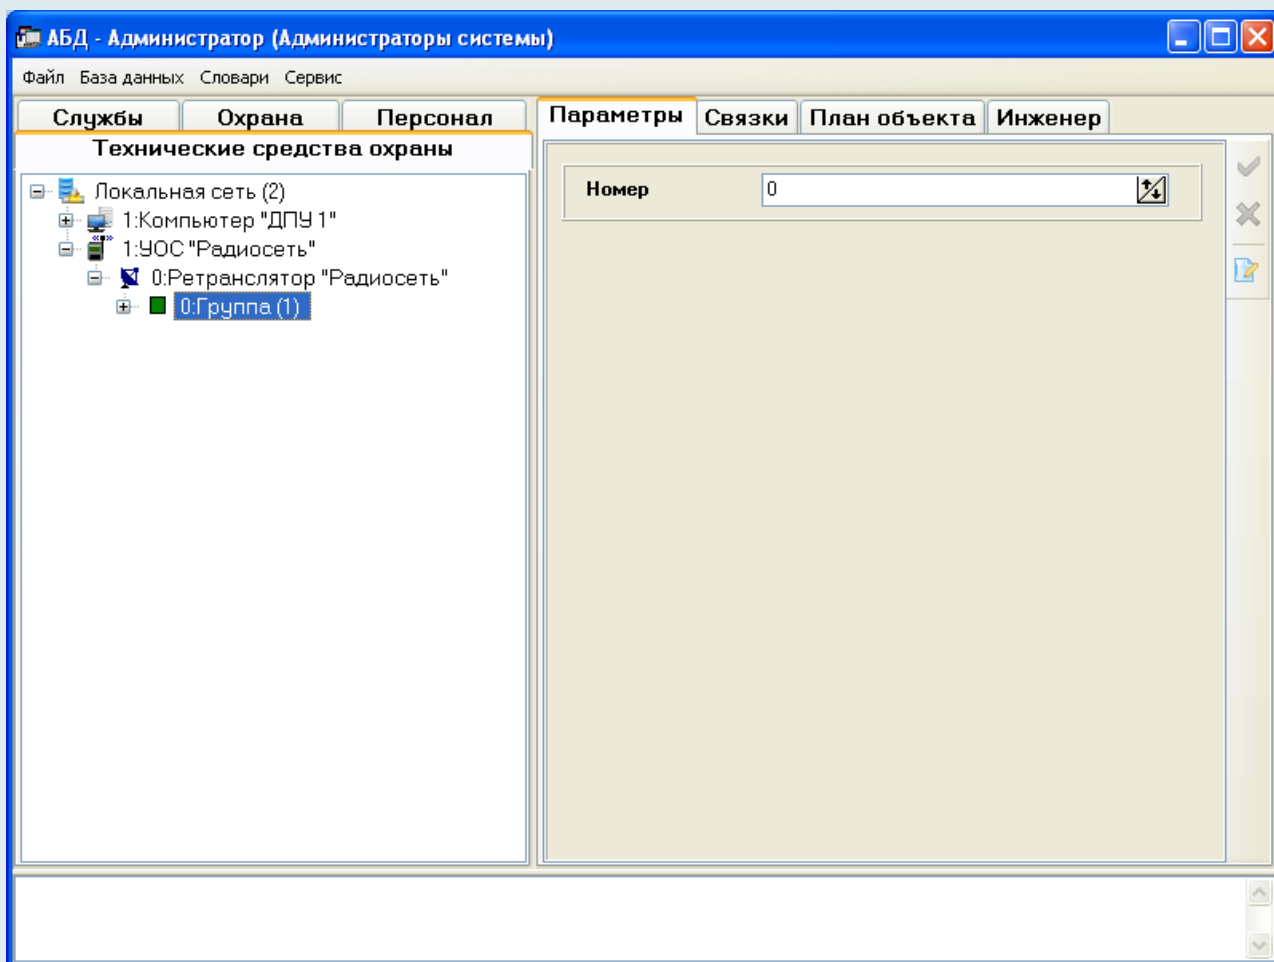 АБД - Администратор (Администраторы системы)
Файл База данных Словари Сервис
Службы Охрана Персонал
Технические средства охраны
Параметры Связки План объекта Инженер
Локальная сеть (2)
1:Компьютер "ДПУ 1"
1:УОС "Радиосеть"
0:Ретранслятор "Радиосеть"
0:Группа (1)
Номер 0